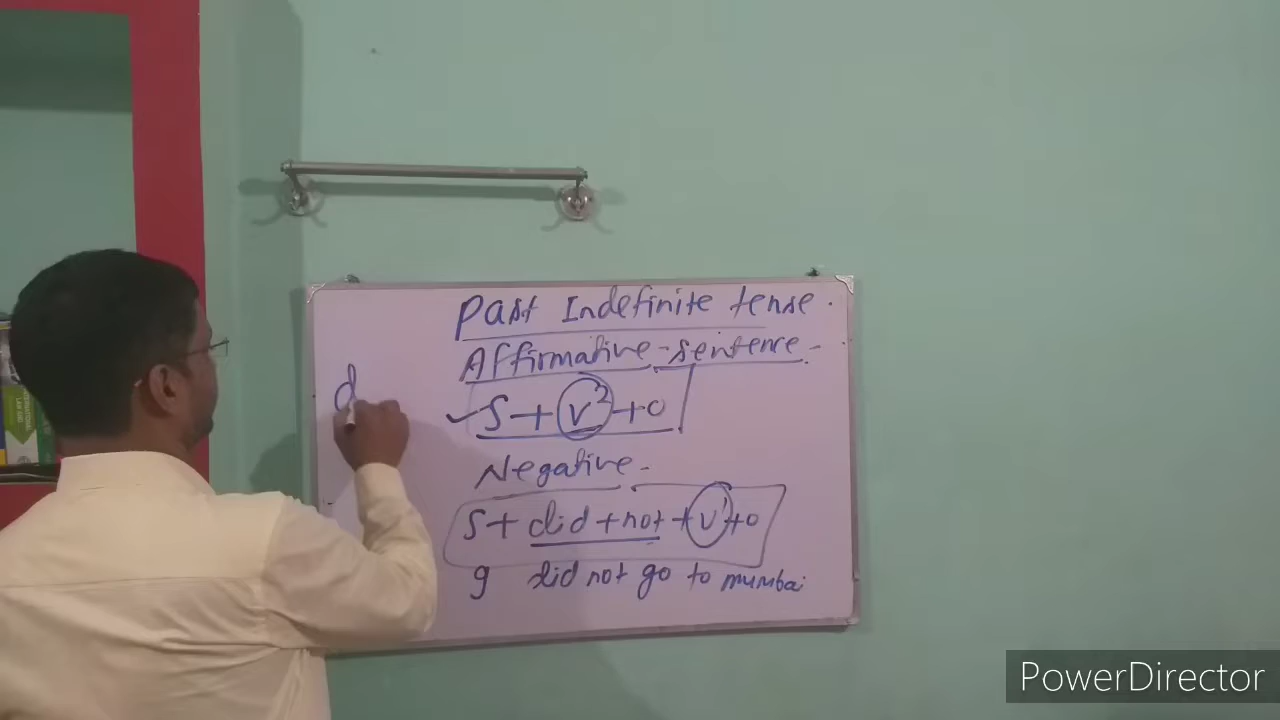 Past Indefinite tense.
Affirmative - sentence -
S + V² + O
Negative -
S + did + not + V¹ + O
I did not go to mumbai
d
PowerDirector